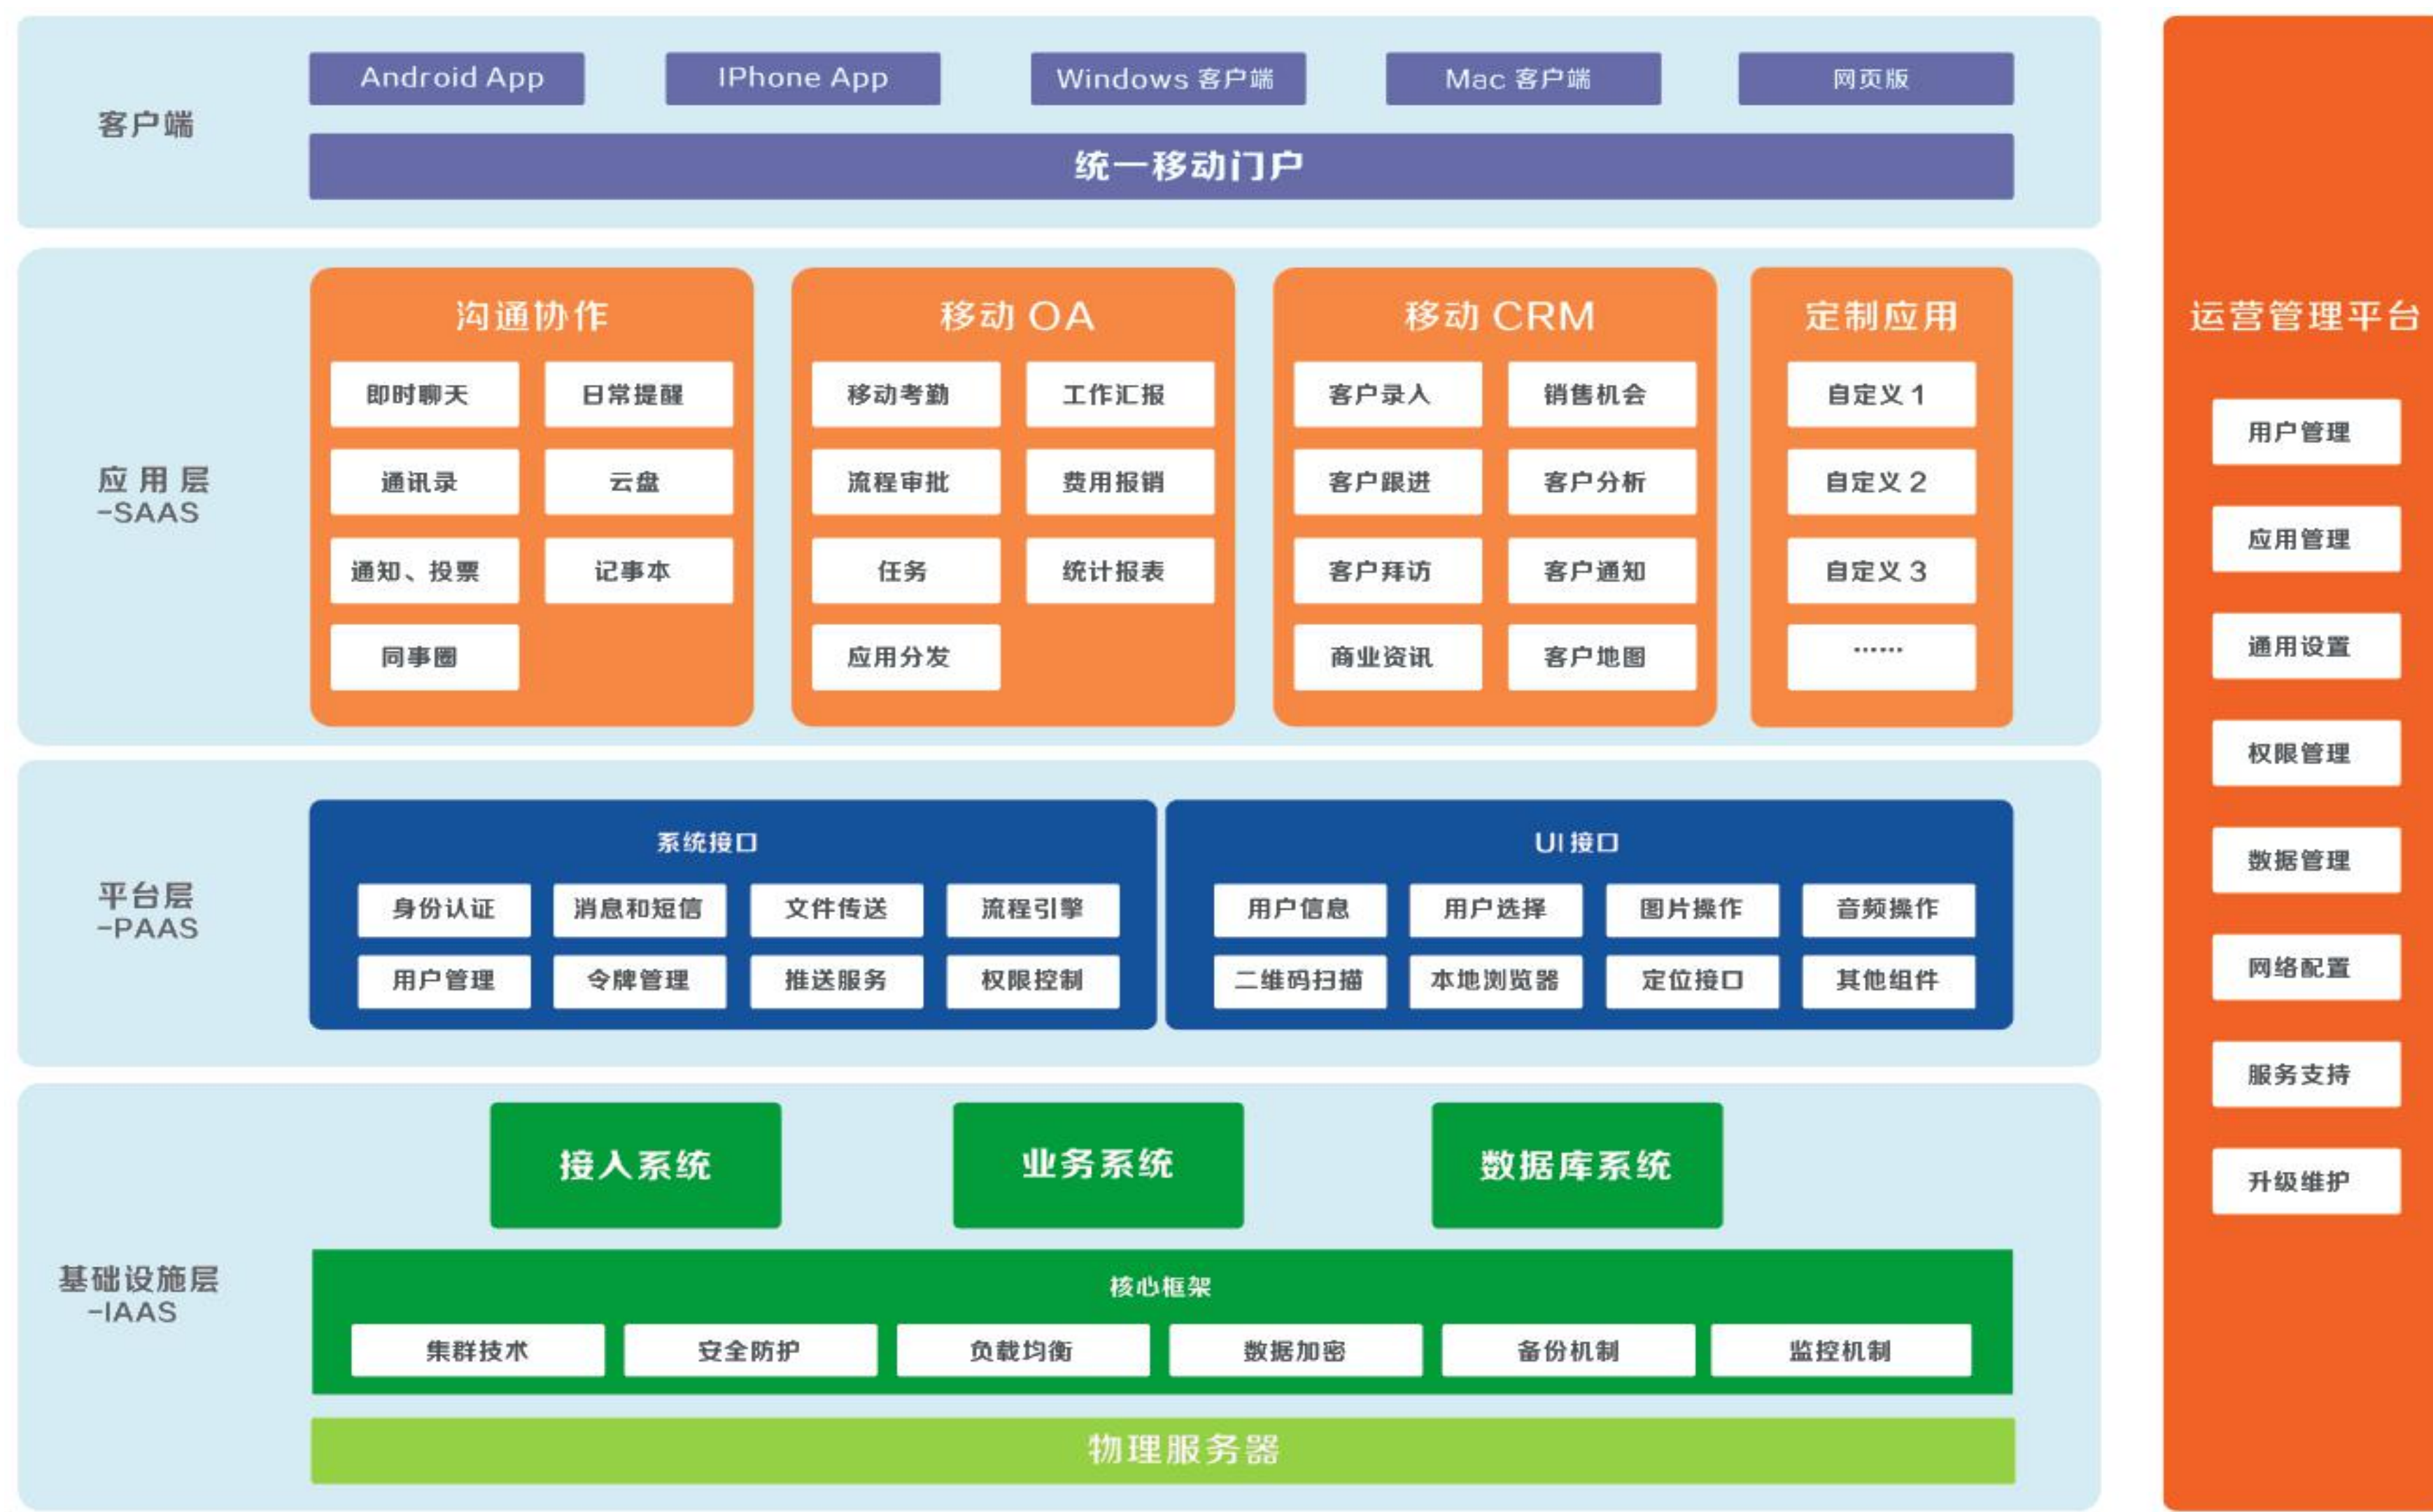 客户端
Android App
IPhone App
Windows 客户端
Mac 客户端
网页版
统一移动门户
应用层
-SAAS
沟通协作
即时聊天
日常提醒
通讯录
云盘
通知、投票
记事本
同事圈
移动 OA
移动考勤
工作汇报
流程审批
费用报销
任务
统计报表
应用分发
移动 CRM
客户录入
销售机会
客户跟进
客户分析
客户拜访
客户通知
商业资讯
客户地图
定制应用
自定义 1
自定义 2
自定义 3
……
平台层
-PAAS
系统接口
身份认证
消息和短信
文件传送
流程引擎
用户管理
令牌管理
推送服务
权限控制
UI 接口
用户信息
用户选择
图片操作
音频操作
二维码扫描
本地浏览器
定位接口
其他组件
基础设施层
-IAAS
接入系统
业务系统
数据库系统
核心框架
集群技术
安全防护
负载均衡
数据加密
备份机制
监控机制
物理服务器
运营管理平台
用户管理
应用管理
通用设置
权限管理
数据管理
网络配置
服务支持
升级维护